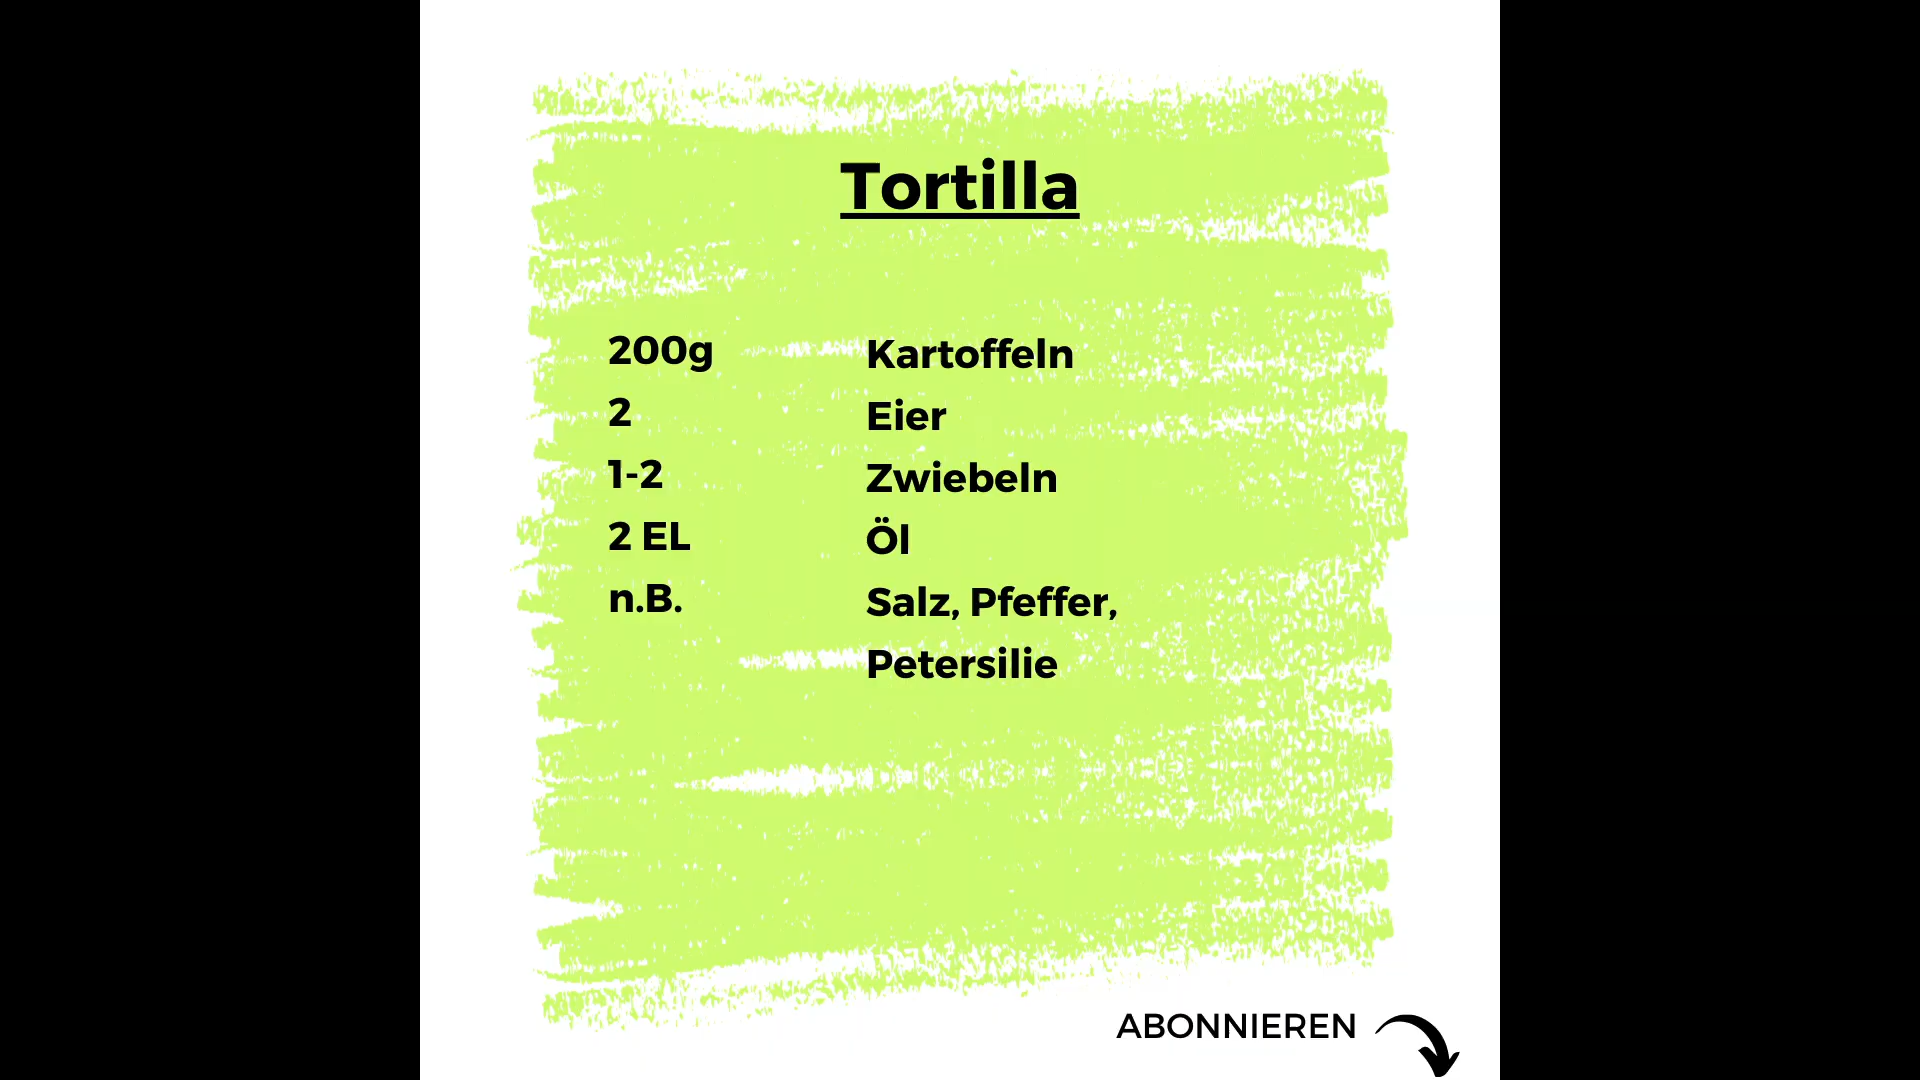 Tortilla
200g Kartoffeln
2 Eier
1-2 Zwiebeln
2 EL Öl
n.B. Salz, Pfeffer,
Petersilie
ABONNIEREN